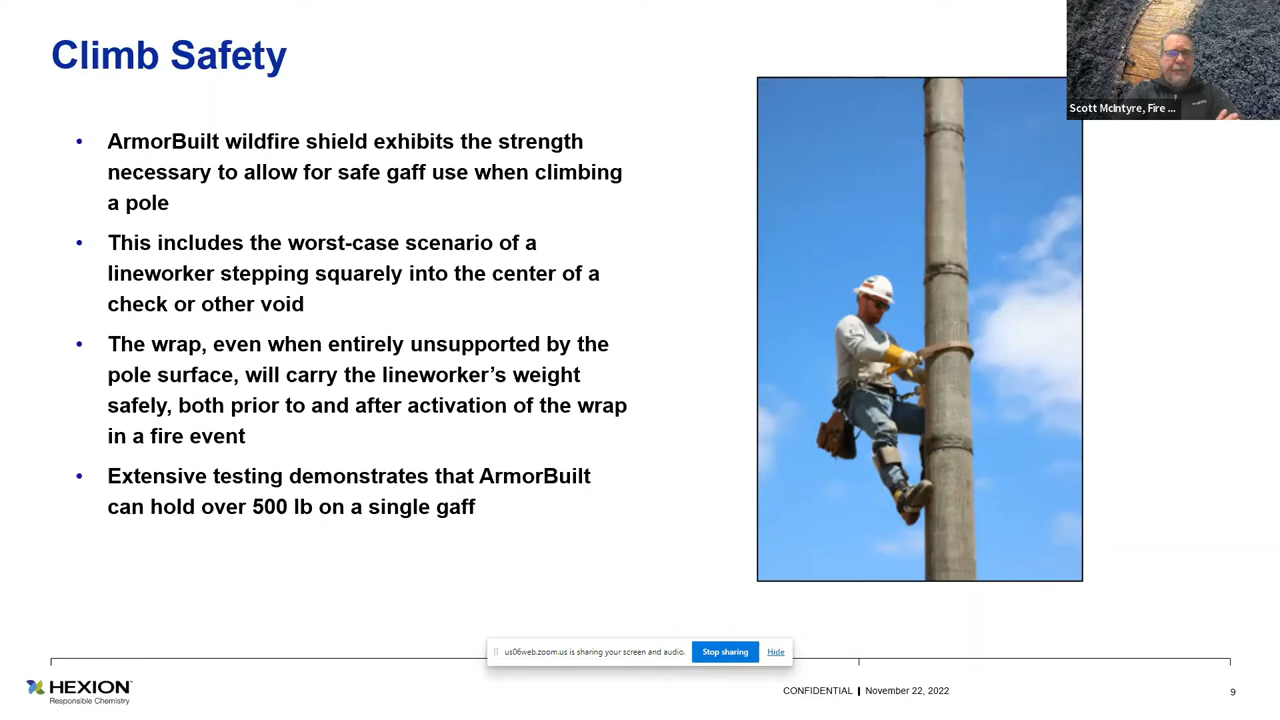 Climb Safety
Scott McIntyre, Fire ...
• ArmorBuilt wildfire shield exhibits the strength
necessary to allow for safe gaff use when climbing
a pole
• This includes the worst-case scenario of a
lineworker stepping squarely into the center of a
check or other void
• The wrap, even when entirely unsupported by the
pole surface, will carry the lineworker’s weight
safely, both prior to and after activation of the wrap
in a fire event
• Extensive testing demonstrates that ArmorBuilt
can hold over 500 lb on a single gaff
us06web.zoom.us is sharing your screen and audio. Stop sharing Hide
HEXION™
Responsible Chemistry
CONFIDENTIAL | November 22, 2022
9